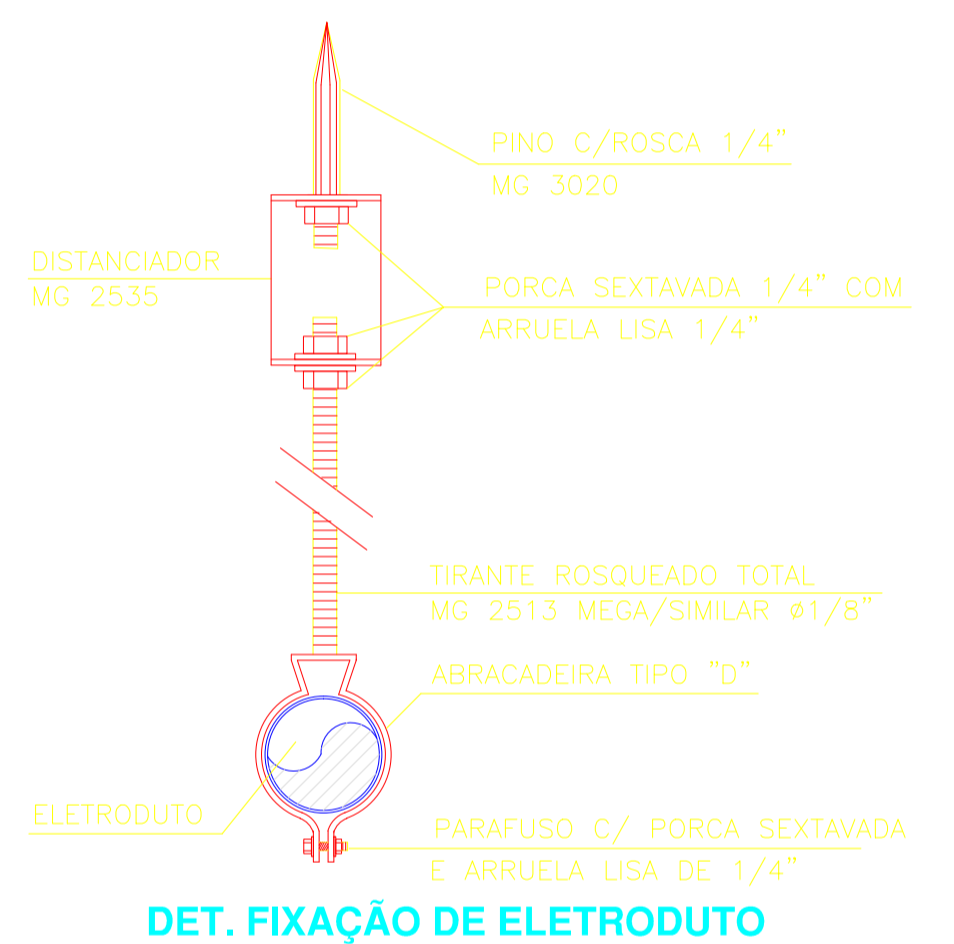 PINO C/ROSCA 1/4"
MG 3020
DISTANCIADOR
MG 2535
PORCA SEXTAVADA 1/4" COM
ARRUELA LISA 1/4"
TIRANTE ROSQUEADO TOTAL
MG 2513 MEGA/SIMILAR ø1/8"
ABRACADEIRA TIPO "D"
ELETRODUTO
PARAFUSO C/ PORCA SEXTAVADA
E ARRUELA LISA DE 1/4"
DET. FIXAÇÃO DE ELETRODUTO